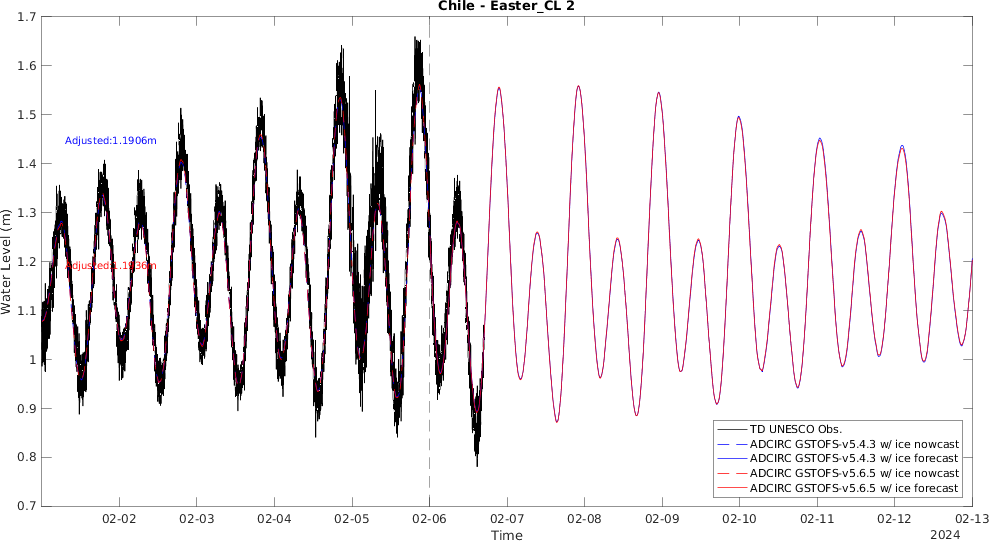 Chile - Easter_CL 2
1.7
1.6
1.5
1.4
1.3
1.2
1.1
1
0.9
0.8
0.7
Water Level (m)
Adjusted:1.1906m
Adjusted:1.1936m
TD UNESCO Obs.
ADCIRC GSTOFS-v5.4.3 w/ ice nowcast
ADCIRC GSTOFS-v5.4.3 w/ ice forecast
ADCIRC GSTOFS-v5.6.5 w/ ice nowcast
ADCIRC GSTOFS-v5.6.5 w/ ice forecast
02-02 02-03 02-04 02-05 02-06 02-07 02-08 02-09 02-10 02-11 02-12 02-13
Time
2024